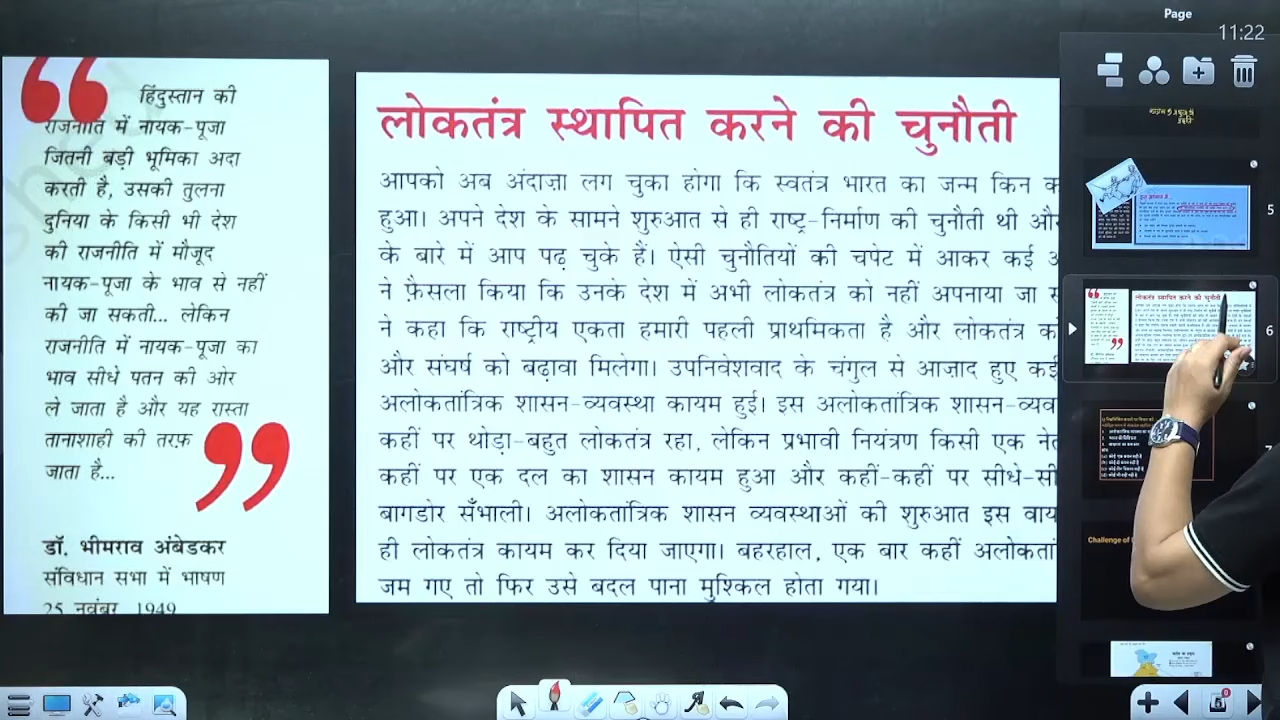 Page
11:22
हिंदुस्तान की
राजनीति में नायक-पूजा
जितनी बड़ी भूमिका अदा
करती है, उसकी तुलना
दुनिया के किसी भी देश
की राजनीति में मौजूद
नायक-पूजा के भाव से नहीं
की जा सकती... लेकिन
राजनीति में नायक-पूजा का
भाव सीधे पतन की ओर
ले जाता है और यह रास्ता
तानाशाही की तरफ़
जाता है...
डॉ. भीमराव अंबेडकर
संविधान सभा में भाषण
25 नवंबर 1949
लोकतंत्र स्थापित करने की चुनौती
आपको अब अंदाज़ा लग चुका होगा कि स्वतंत्र भारत का जन्म किन
हुआ। अपने देश के सामने शुरुआत से ही राष्ट्र-निर्माण की चुनौती थी और
के बारे में आप पढ़ चुके हैं। ऐसी चुनौतियों की चपेट में आकर कई
ने फ़ैसला किया कि उनके देश में अभी लोकतंत्र को नहीं अपनाया जा
ने कहा कि राष्ट्रीय एकता हमारी पहली प्राथमिकता है और लोकतंत्र
और संघर्ष को बढ़ावा मिलेगा। उपनिवेशवाद के चंगुल से आज़ाद हुए कई
अलोकतांत्रिक शासन-व्यवस्था कायम हुई। इस अलोकतांत्रिक
कहीं पर थोड़ा-बहुत लोकतंत्र रहा, लेकिन प्रभावी नियंत्रण किसी एक
कहीं पर एक दल का शासन कायम हुआ और कहीं-कहीं पर
बागडोर सँभाली। अलोकतांत्रिक शासन व्यवस्थाओं की शुरुआत इस
ही लोकतंत्र कायम कर दिया जाएगा। बहरहाल, एक बार कहीं
जम गए तो फिर उसे बदल पाना मुश्किल होता गया।
5
6
लोकतंत्र स्थापित करने की चुनौती
Challenge of